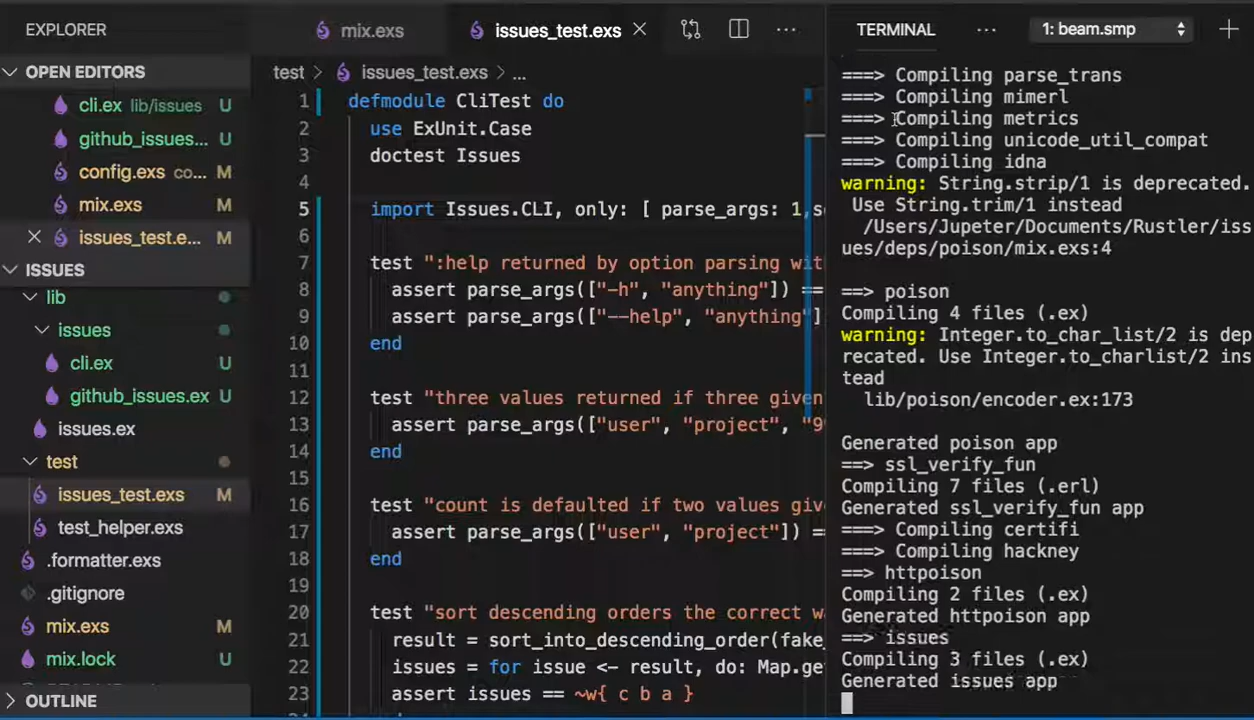 EXPLORER
OPEN EDITORS
cli.ex lib/issues U
github_issues... U
config.exs co... M
mix.exs M
issues_test.e... M
ISSUES
lib
issues
cli.ex U
github_issues.ex U
issues.ex
test
issues_test.exs M
test_helper.exs
.formatter.exs
.gitignore
mix.exs M
mix.lock U
OUTLINE
mix.exs issues_test.exs ...
test > issues_test.exs > ...
1 defmodule CliTest do
2 use ExUnit.Case
3 doctest Issues
4
5 import Issues.CLI, only: [ parse_args: 1,s
6
7 test ":help returned by option parsing wit
8 assert parse_args(["-h", "anything"]) ==
9 assert parse_args(["--help", "anything"]
10 end
11
12 test "three values returned if three given
13 assert parse_args(["user", "project", "9
14 end
15
16 test "count is defaulted if two values giv
17 assert parse_args(["user", "project"]) =
18 end
19
20 test "sort descending orders the correct w
21 result = sort_into_descending_order(fake_
22 issues = for issue <- result, do: Map.ge
23 assert issues == ~w{ c b a }
TERMINAL ... 1: beam.smp
===> Compiling parse_trans
===> Compiling mimerl
===> Compiling metrics
===> Compiling unicode_util_compat
===> Compiling idna
warning: String.strip/1 is deprecated.
Use String.trim/1 instead
/Users/Jupeter/Documents/Rustler/iss
ues/deps/poison/mix.exs:4
==> poison
Compiling 4 files (.ex)
warning: Integer.to_char_list/2 is dep
recated. Use Integer.to_charlist/2 ins
tead
lib/poison/encoder.ex:173
Generated poison app
==> ssl_verify_fun
Compiling 7 files (.erl)
Generated ssl_verify_fun app
===> Compiling certifi
===> Compiling hackney
==> httpoison
Compiling 2 files (.ex)
Generated httpoison app
==> issues
Compiling 3 files (.ex)
Generated issues app